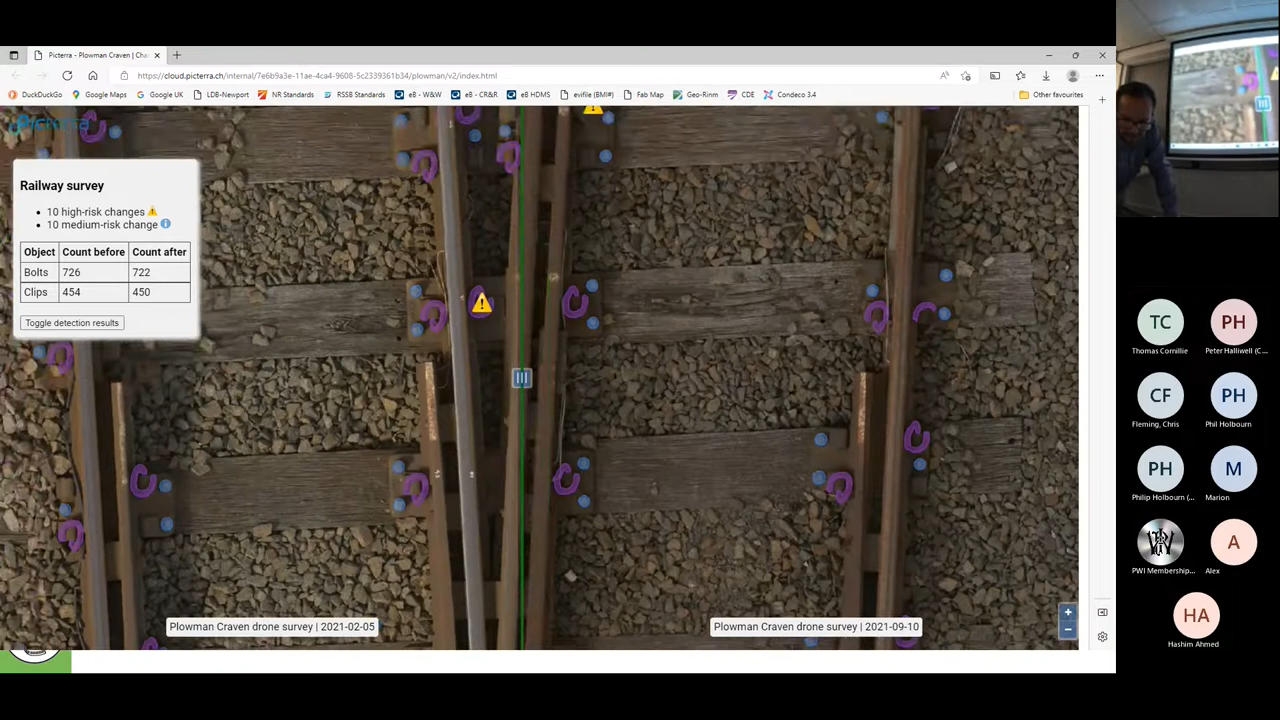 Picterra - Plowman Craven | Cha
https://cloud.picterra.ch/internal/7e6b9a3e-11ae-4ca4-9608-5c2339361b34/plowman/v2/index.html
DuckDuckGo
Google Maps
Google UK
LDB-Newport
NR Standards
RSSB Standards
eB - W&W
eB - CR&R
eB HDMS
evifile (BMI#)
Fab Map
Geo-Rinm
CDE
Condeco 3.4
Other favourites
Picterra
Railway survey
10 high-risk changes
10 medium-risk change
Object Count before Count after
Bolts 726 722
Clips 454 450
Toggle detection results
Plowman Craven drone survey | 2021-02-05
Plowman Craven drone survey | 2021-09-10
TC
Thomas Cornillie
PH
Peter Halliwell (C...
CF
Fleming, Chris
PH
Phil Holbourn
PH
Philip Holbourn (...
M
Marion
PWI Membership...
A
Alex
HA
Hashim Ahmed